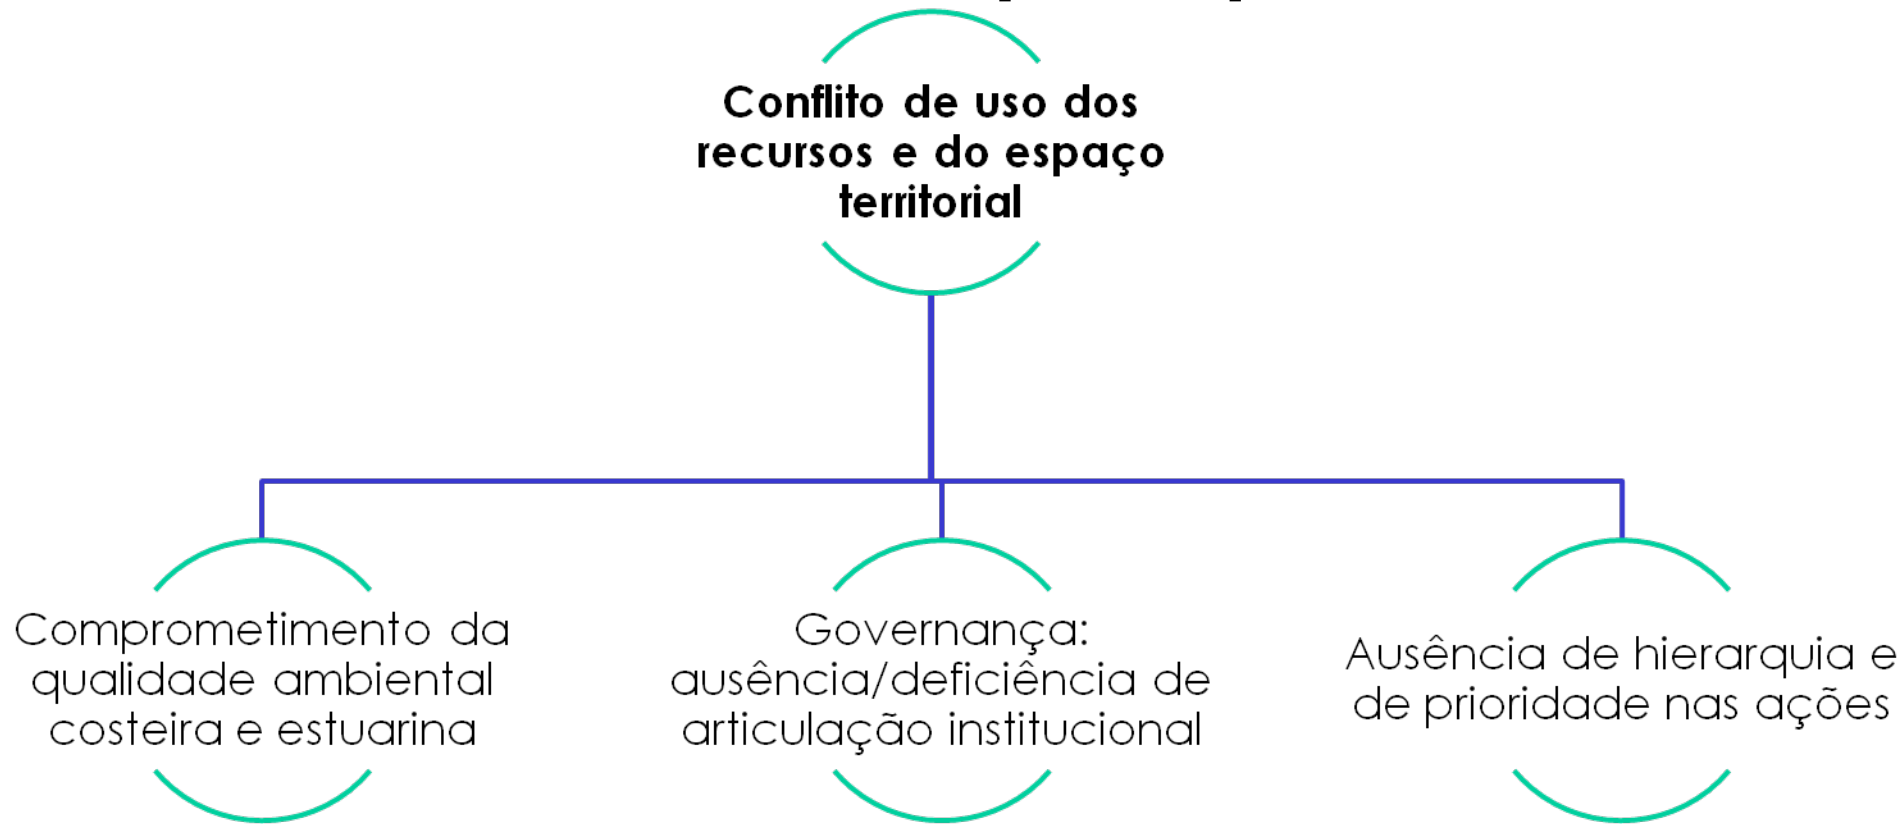 Conflito de uso dos
recursos e do espaço
territorial
Comprometimento da
qualidade ambiental
costeira e estuarina
Governança:
ausência/deficiência de
articulação institucional
Ausência de hierarquia e
de prioridade nas ações